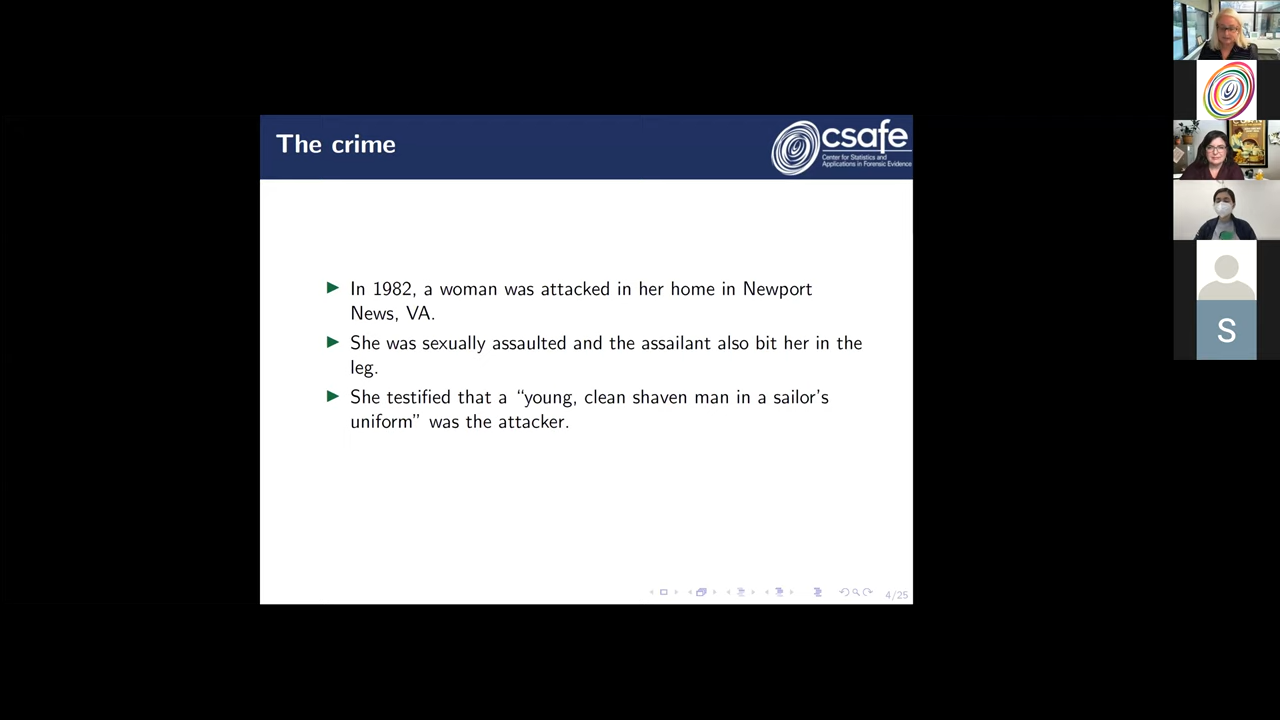 The crime
csafe
Center for Statistics and
Applications in Forensic Evidence
▶ In 1982, a woman was attacked in her home in Newport
News, VA.
▶ She was sexually assaulted and the assailant also bit her in the
leg.
▶ She testified that a “young, clean shaven man in a sailor’s
uniform” was the attacker.
4/25
S